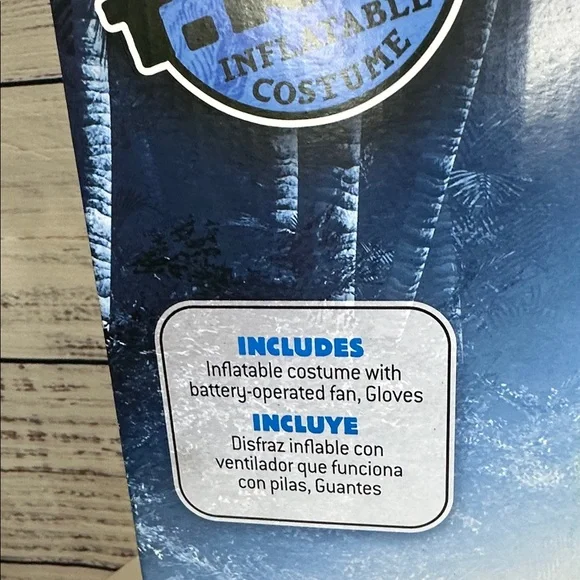 INFLATABLE
COSTUME
INCLUDES
Inflatable costume with
battery-operated fan, Gloves
INCLUYE
Disfraz inflable con
ventilador que funciona
con pilas, Guantes